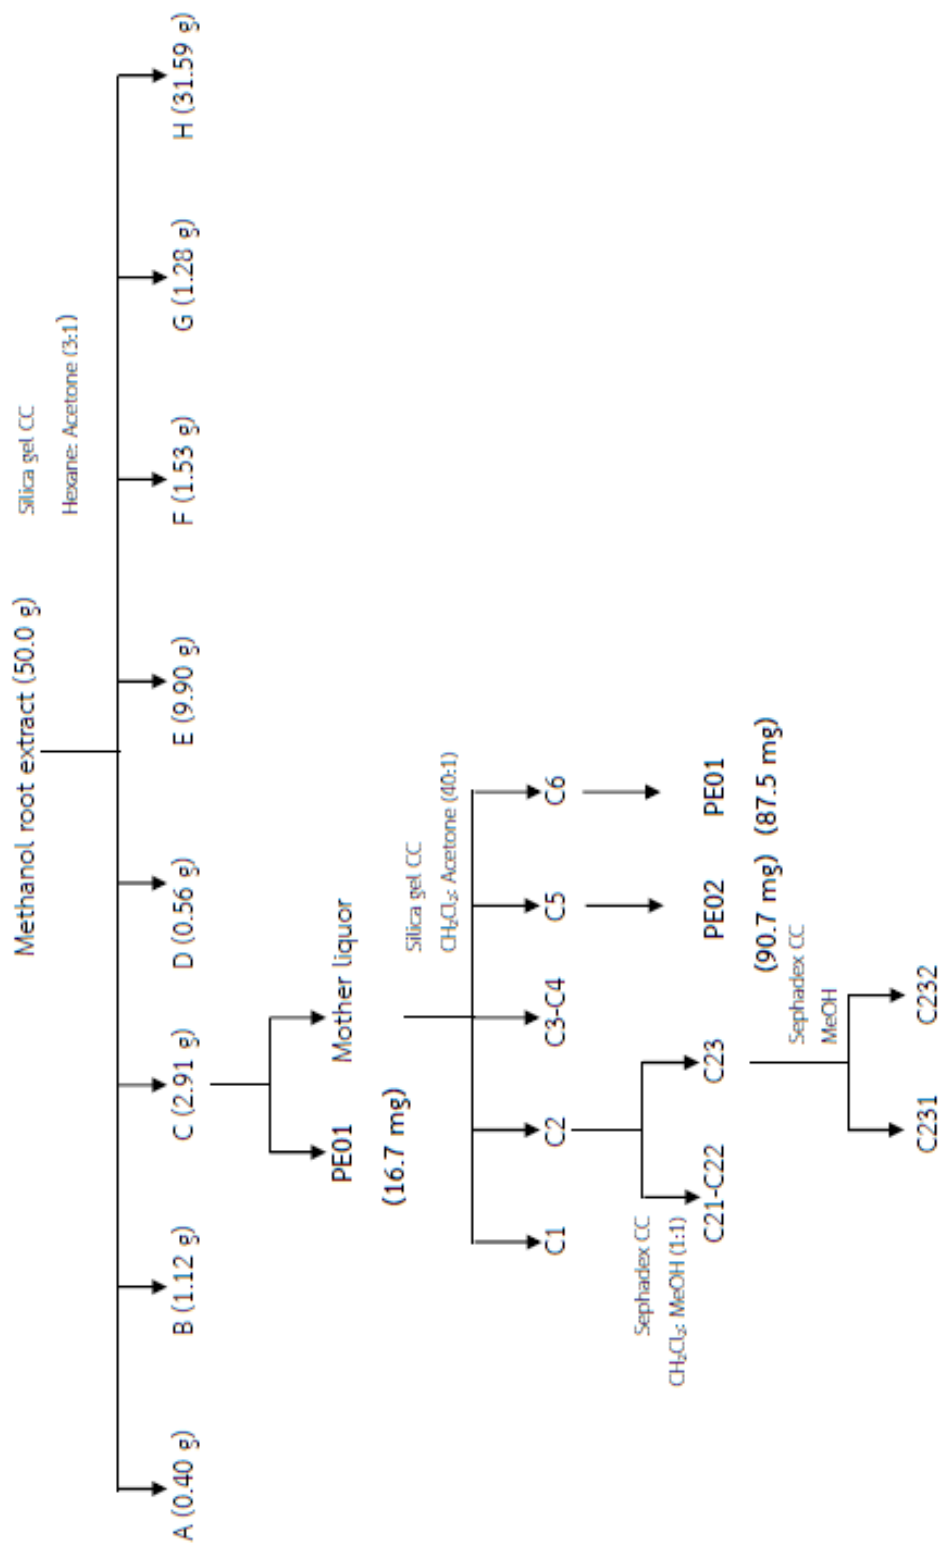 Methanol root extract (50.0 g)
Silica gel CC
Hexane: Acetone (3:1)
A (0.40 g)
B (1.12 g)
C (2.91 g)
D (0.56 g)
E (9.90 g)
F (1.53 g)
G (1.28 g)
H (31.59 g)
PE01
(16.7 mg)
Mother liquor
Silica gel CC
CH₂Cl₂: Acetone (40:1)
C1
C2
C3-C4
C5
C6
Sephadex CC
CH₂Cl₂: MeOH (1:1)
C21-C22
C23
PE02
PE01
(90.7 mg)
(87.5 mg)
Sephadex CC
MeOH
C231
C232